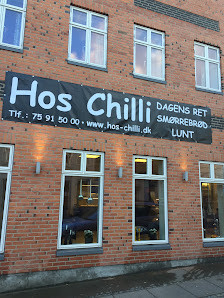 Hos Chilli
Tlf.: 75 91 50 00 · www.hos-chilli.dk
DAGENS RET
SMØRREBRØD
LUNT